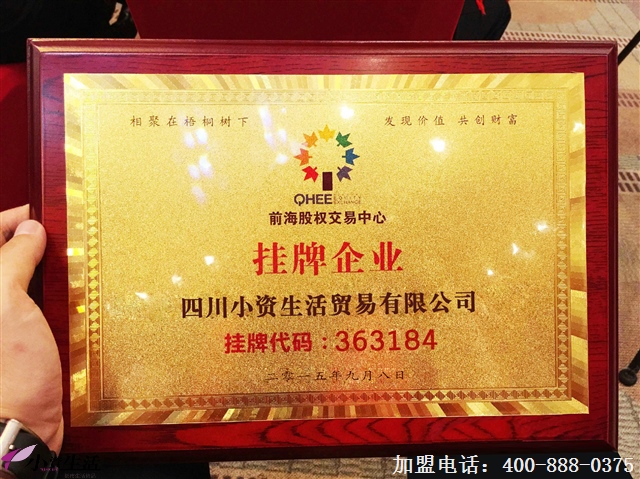 相聚在梧桐树下
发现价值 共创财富
QHEE
EQUITY
EXCHANGE
前海股权交易中心
挂牌企业
四川小资生活贸易有限公司
挂牌代码：363184
二零一五年九月八日
加盟电话：400-888-0375